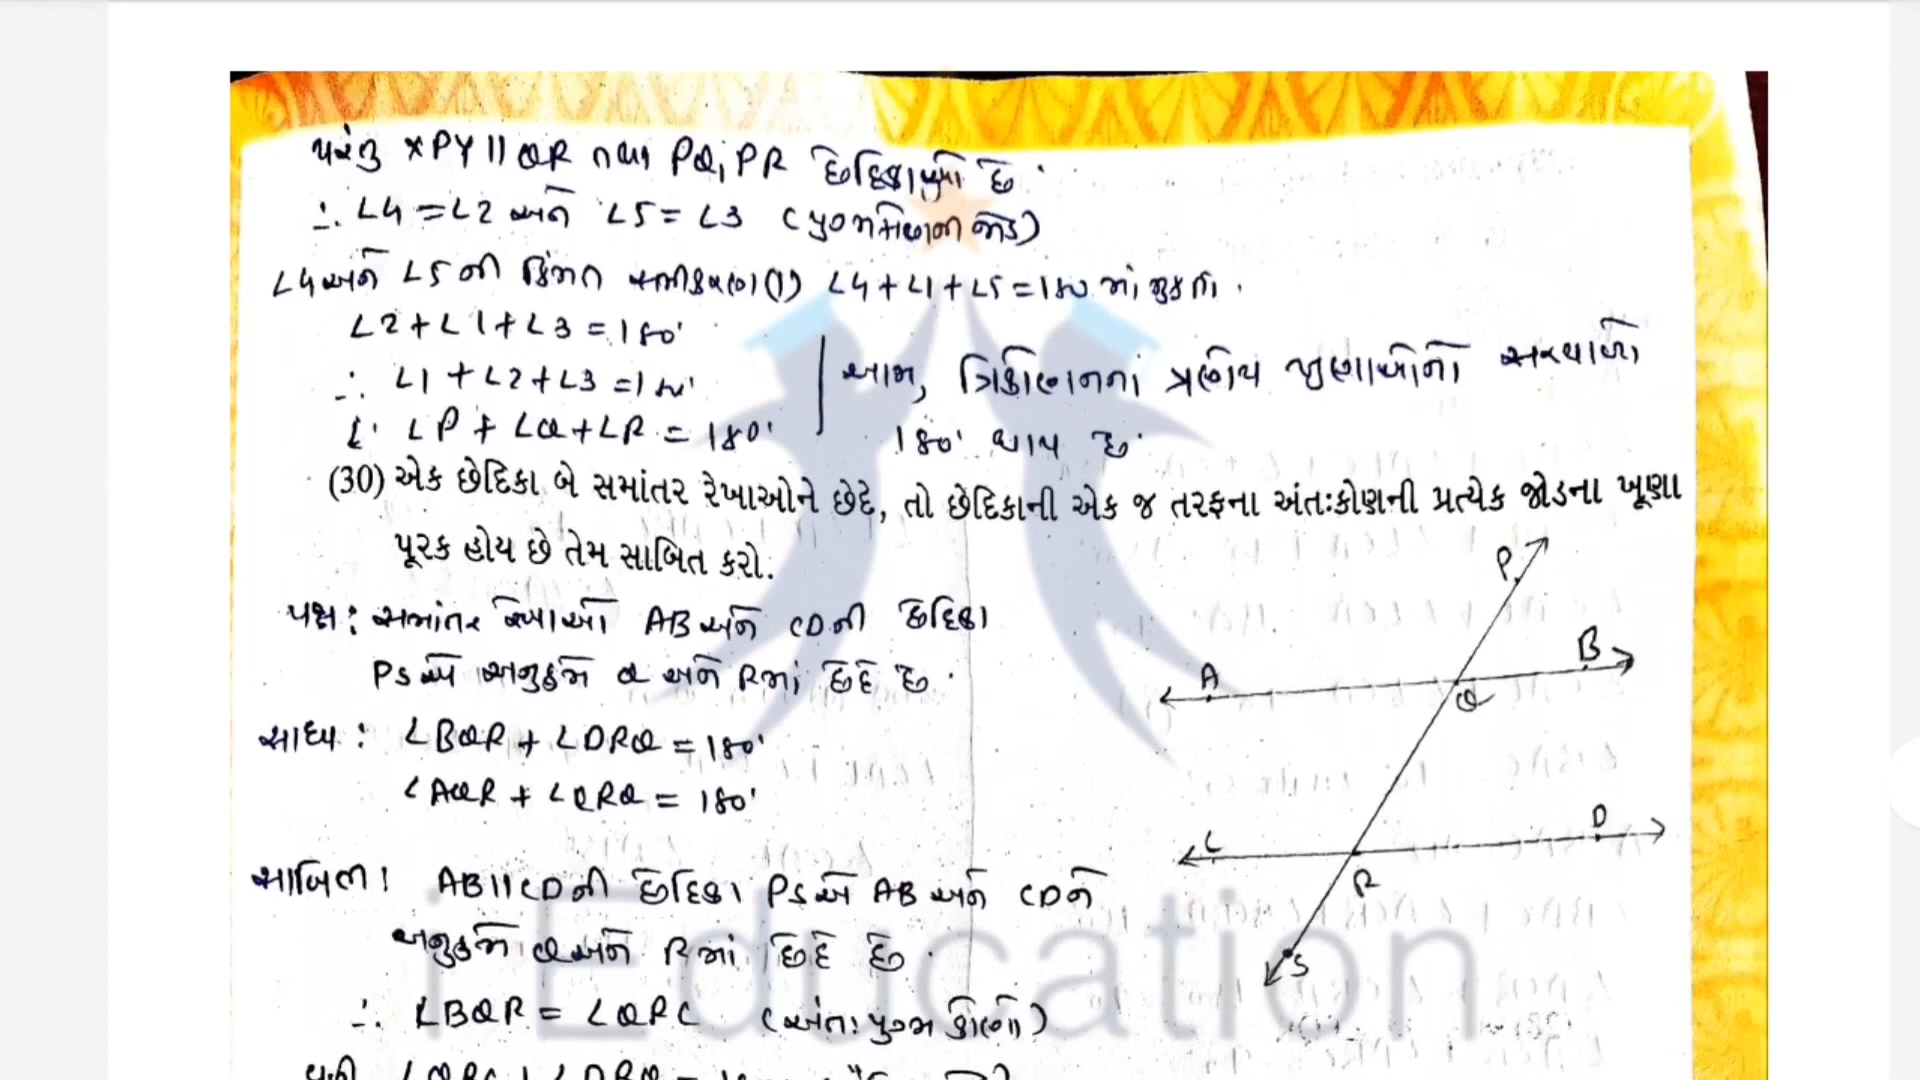 પરંતુ XPY || QR તથા PQ, PR છેદિકાઓ છે.
∴ ∠4 = ∠2 અને ∠5 = ∠3 (યુગ્મકોણની જોડ)
∠4 અને ∠5 ની કિંમત સમીકરણ (1) ∠4 + ∠1 + ∠5 = 180 માં મુકતા.
∠2 + ∠1 + ∠3 = 180°
∴ ∠1 + ∠2 + ∠3 = 180°
∴ ∠P + ∠Q + ∠R = 180°
આમ, ત્રિકોણનનાં ત્રણેય ખુણાઓનો સરવાળો
180° થાય છે.
(30) એક છેદિકા બે સમાંતર રેખાઓને છેદે, તો છેદિકાની એક જ તરફના અંતઃકોણની પ્રત્યેક જોડના ખૂણા
પૂરક હોય છે તેમ સાબિત કરો.
પક્ષ : સમાંતર રેખાઓ AB અને CD ની છેદિકા
PS એ અનુક્રમે Q અને R માં છેદે છે.
સાધ્ય : ∠BQR + ∠DRQ = 180°
∠AQR + ∠CRQ = 180°
સાબિતી : AB || CD ની છેદિકા PS એ AB અને CD ને
અનુક્રમે Q અને R માં છેદે છે.
∴ ∠BQR = ∠QRC (અંતઃ યુગ્મ કોણો)
∠QRC + ∠DRQ =
P
A
B
Q
C
D
R
S
i Education